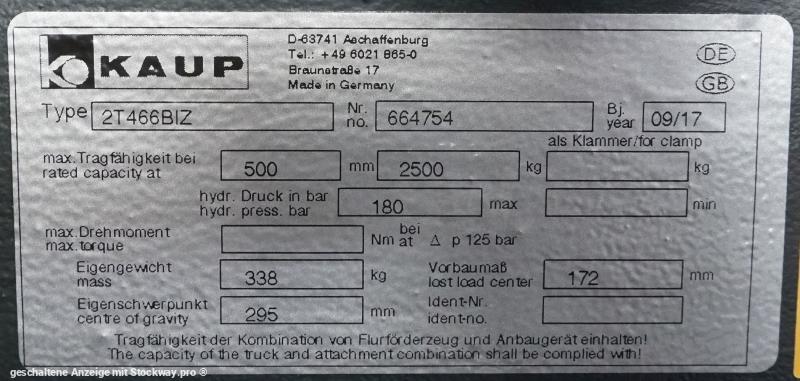 KAUP
D-63741 Aschaffenburg
Tel.: +49 6021 865-0
Braunstraße 17
Made in Germany
DE
GB
Type 2T466BIZ Nr. no. 664754 Bj. year 09/17
als Klammer/for clamp
max. Tragfähigkeit bei
rated capacity at 500 mm 2500 kg kg
hydr. Druck in bar
hydr. press. bar 180 max min
max. Drehmoment
max. torque Nm bei at Δ p 125 bar
Eigengewicht
mass 338 kg
Vorbaumaß
lost load center 172 mm
Eigenschwerpunkt
centre of gravity 295 mm
Ident-Nr.
ident-no.
Tragfähigkeit der Kombination von Flurförderzeug und Anbaugerät einhalten!
The capacity of the truck and attachment combination shall be complied with!
geschaltene Anzeige mit Stockway.pro ®